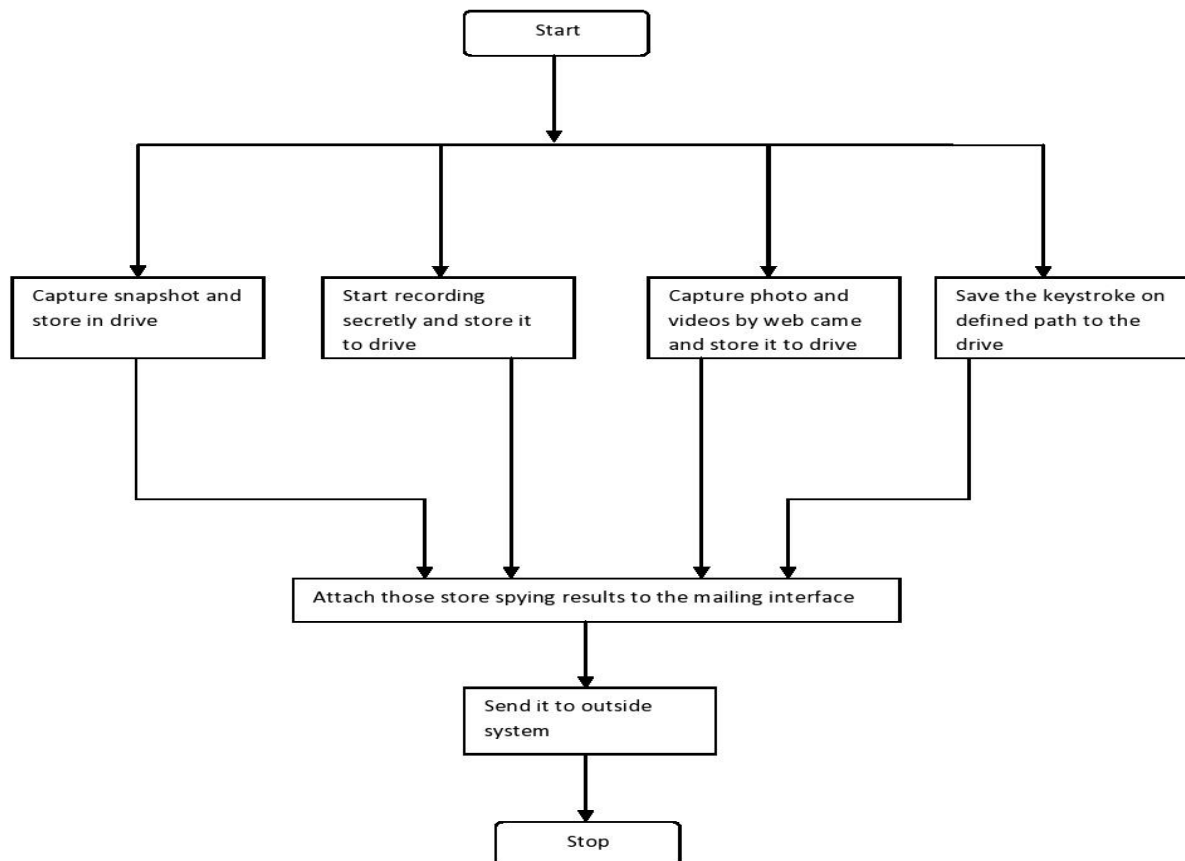 Start
Capture snapshot and
store in drive
Start recording
secretly and store it
to drive
Capture photo and
videos by web came
and store it to drive
Save the keystroke on
defined path to the
drive
Attach those store spying results to the mailing interface
Send it to outside
system
Stop